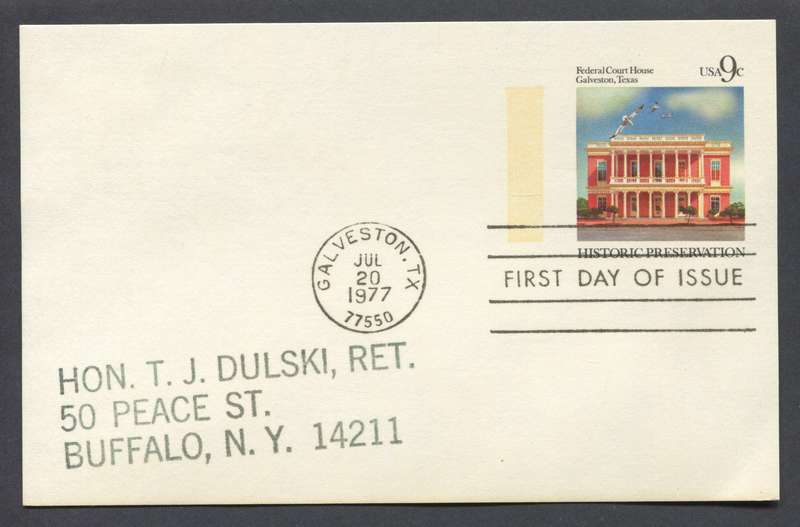 Federal Court House
Galveston, Texas
USA 9c
HISTORIC PRESERVATION
FIRST DAY OF ISSUE
GALVESTON, TX
JUL
20
1977
77550
HON. T. J. DULSKI, RET.
50 PEACE ST.
BUFFALO, N. Y. 14211